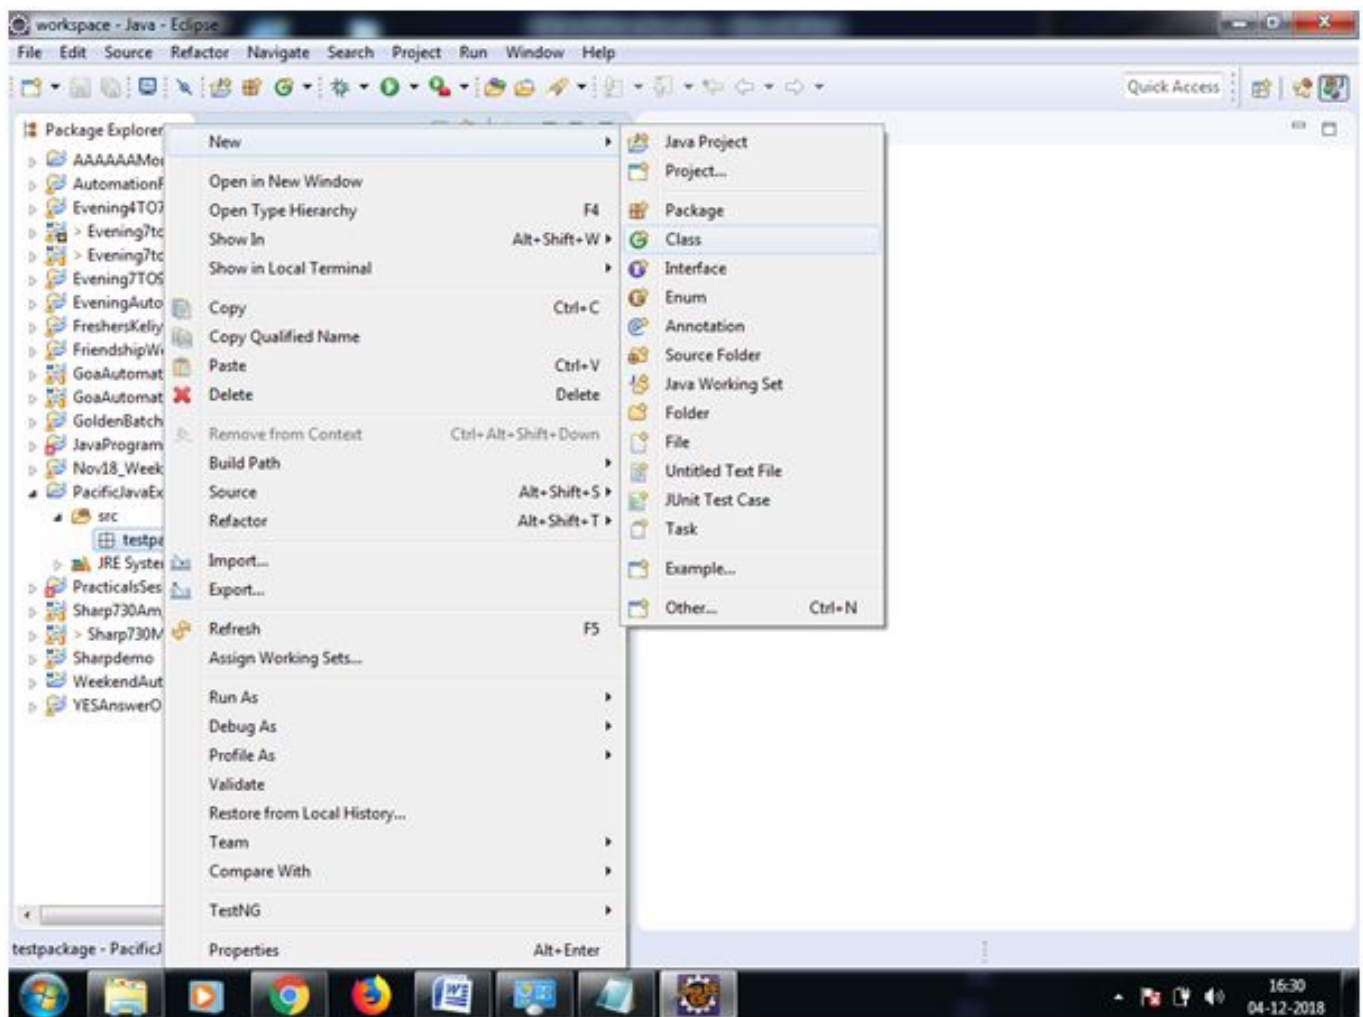 workspace - Java - Eclipse
File Edit Source Refactor Navigate Search Project Run Window Help
Quick Access
Package Explorer
AAAAAAMor
AutomationF
Evening4TO7
> Evening7to
> Evening7to
Evening7TO9
EveningAuto
FreshersKeliy
FriendshipW
GoaAutomat
GoaAutomat
GoldenBatch
JavaProgram
Nov18_Week
PacificJavaEx
src
testpa
JRE Syster
PracticalsSes
Sharp730Am
> Sharp730M
Sharpdemo
WeekendAut
YESAnswerO
New
Open in New Window
Open Type Hierarchy F4
Show In Alt+Shift+W
Show in Local Terminal
Copy Ctrl+C
Copy Qualified Name
Paste Ctrl+V
Delete Delete
Remove from Context Ctrl+Alt+Shift+Down
Build Path
Source Alt+Shift+S
Refactor Alt+Shift+T
Import...
Export...
Refresh F5
Assign Working Sets...
Run As
Debug As
Profile As
Validate
Restore from Local History...
Team
Compare With
TestNG
Properties Alt+Enter
Java Project
Project...
Package
Class
Interface
Enum
Annotation
Source Folder
Java Working Set
Folder
File
Untitled Text File
JUnit Test Case
Task
Example...
Other... Ctrl+N
testpackage - PacificJ
16:30
04-12-2018